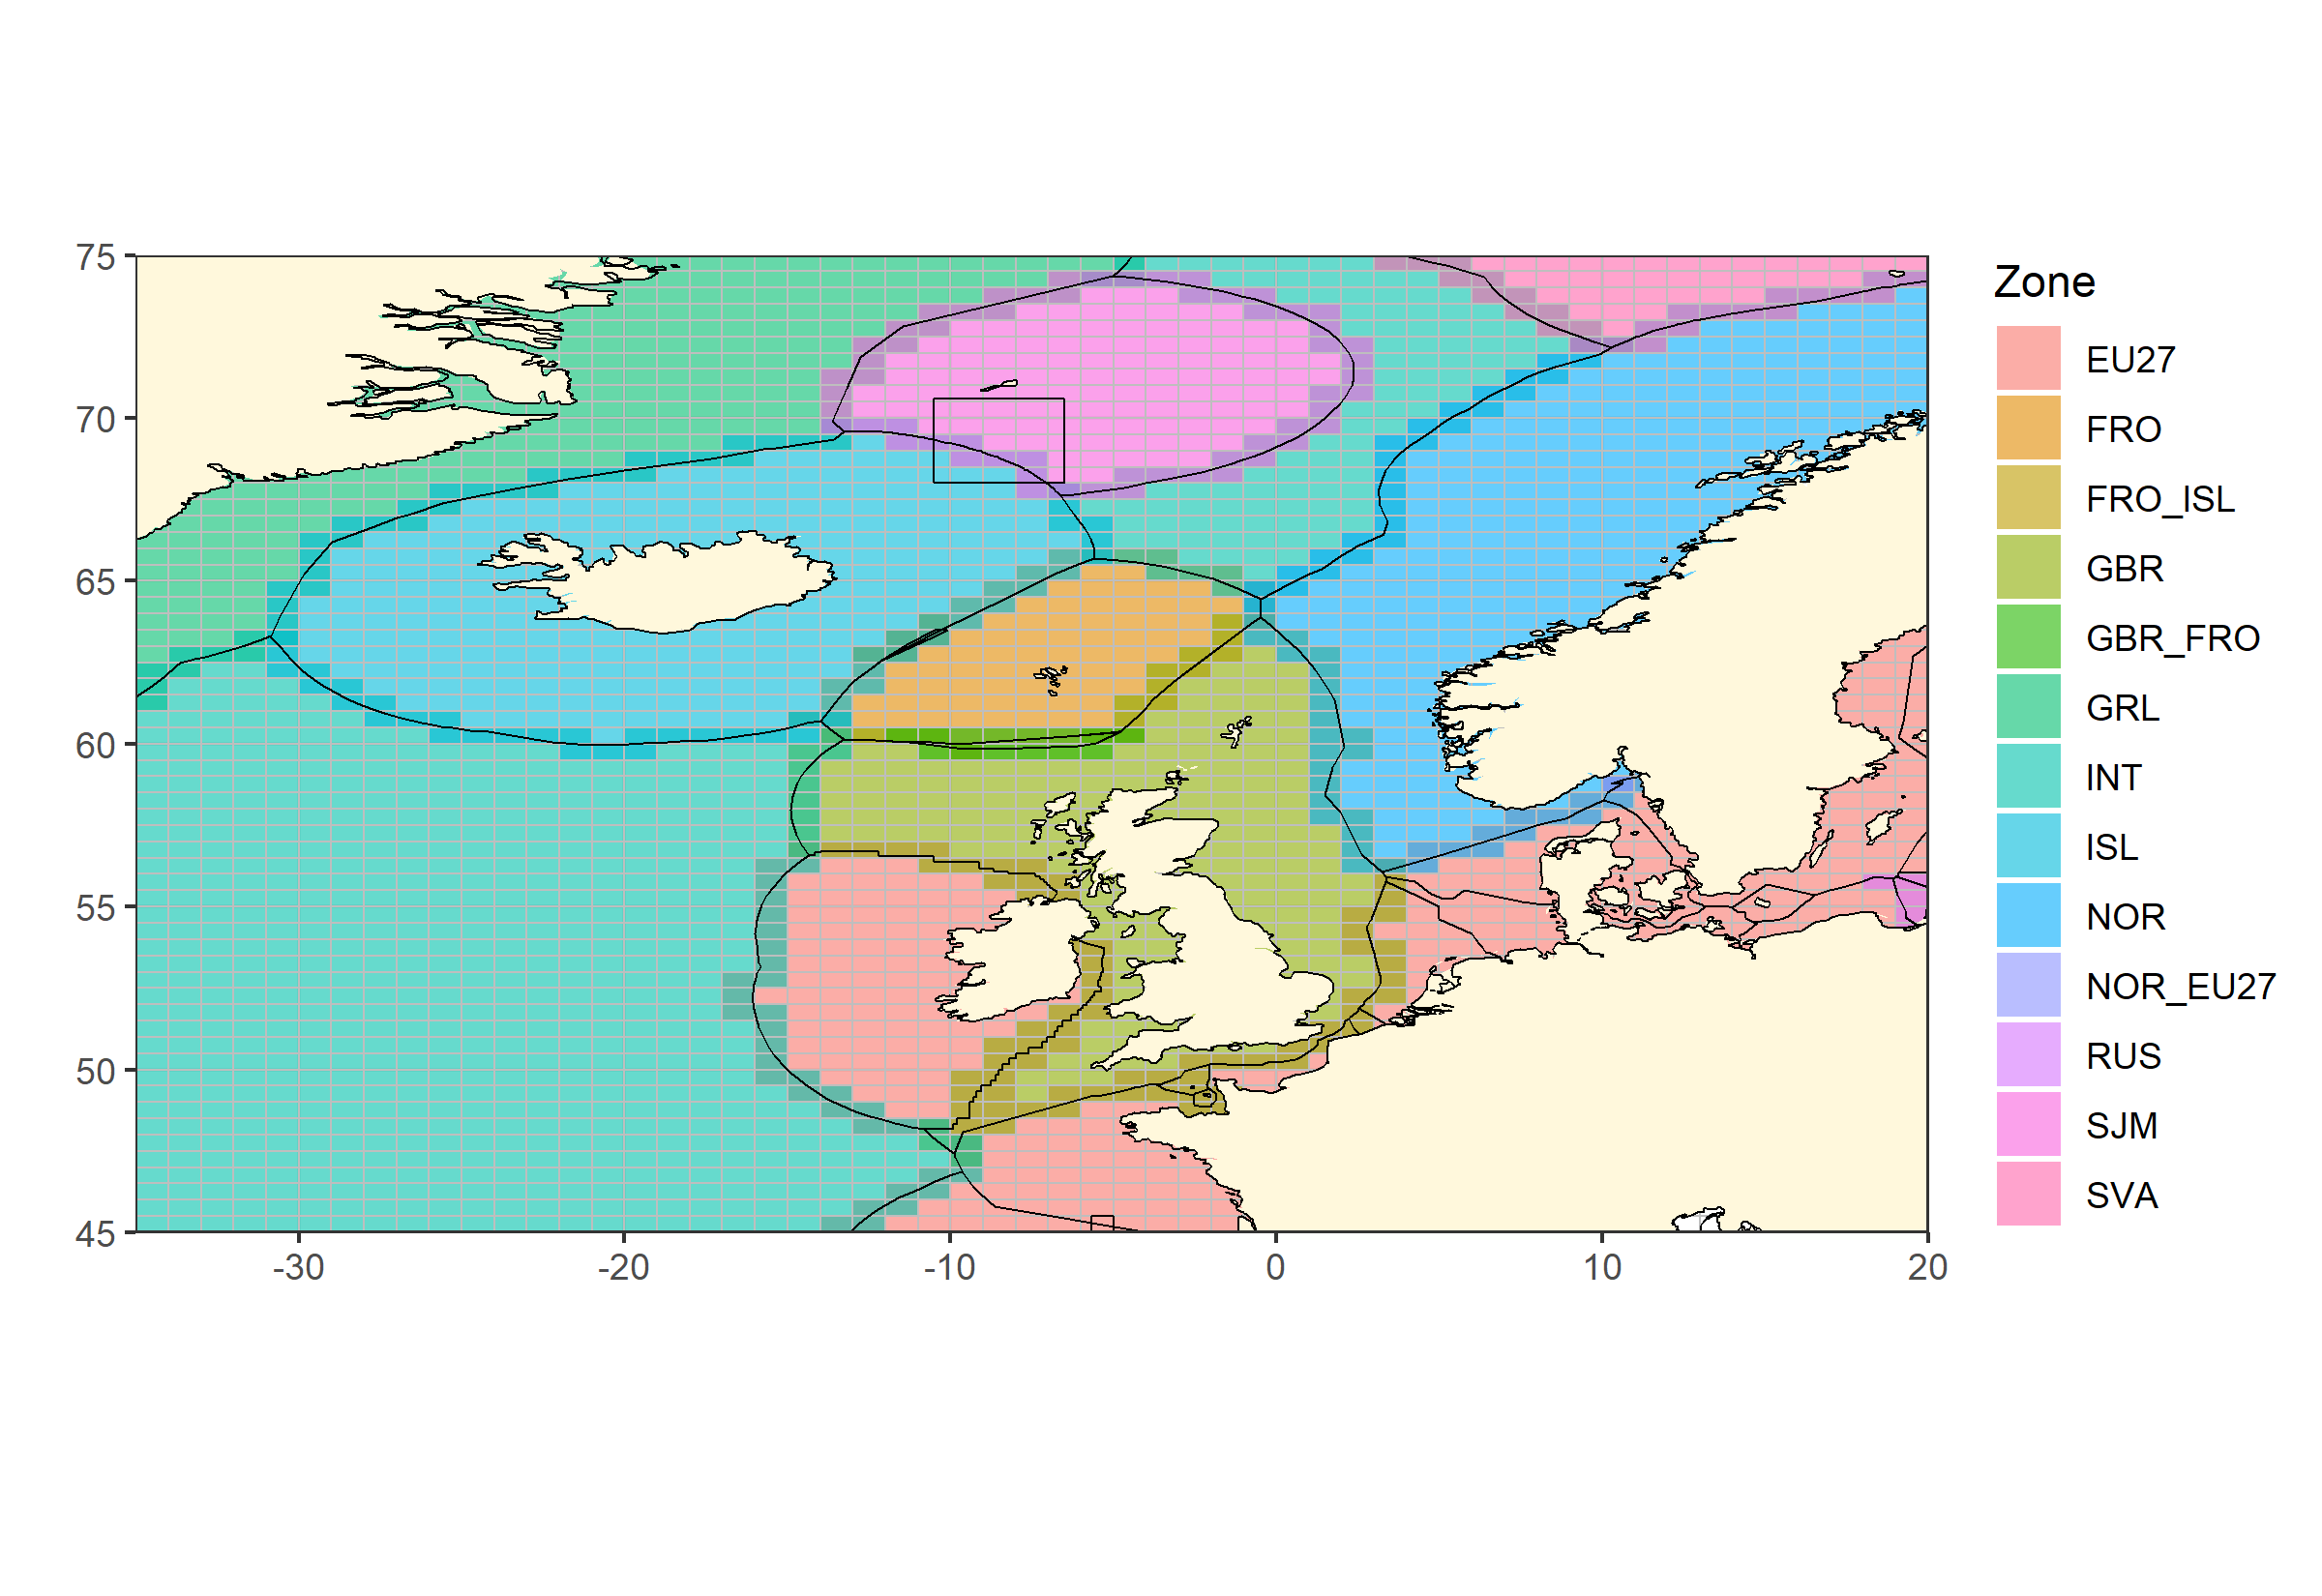 75
70
65
60
55
50
45
-30
-20
-10
0
10
20
Zone
EU27
FRO
FRO_ISL
GBR
GBR_FRO
GRL
INT
ISL
NOR
NOR_EU27
RUS
SJM
SVA